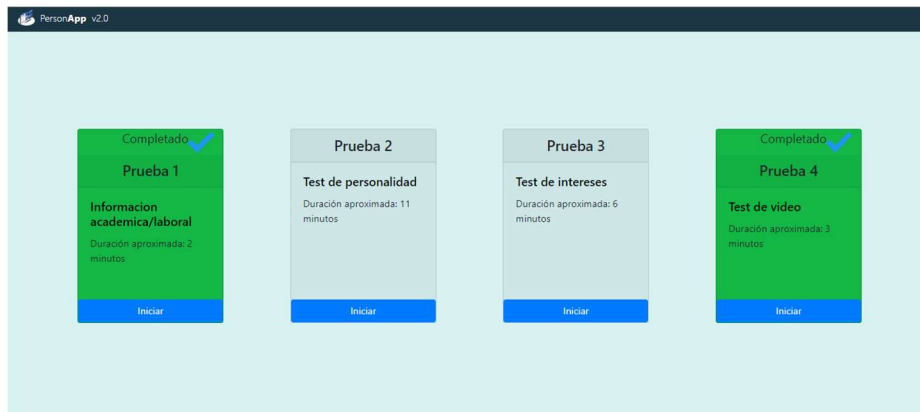 PersonApp v2.0
Completado
Prueba 1
Informacion
academica/laboral
Duración aproximada: 2
minutos
Iniciar
Prueba 2
Test de personalidad
Duración aproximada: 11
minutos
Iniciar
Prueba 3
Test de intereses
Duración aproximada: 6
minutos
Iniciar
Completado
Prueba 4
Test de video
Duración aproximada: 3
minutos
Iniciar